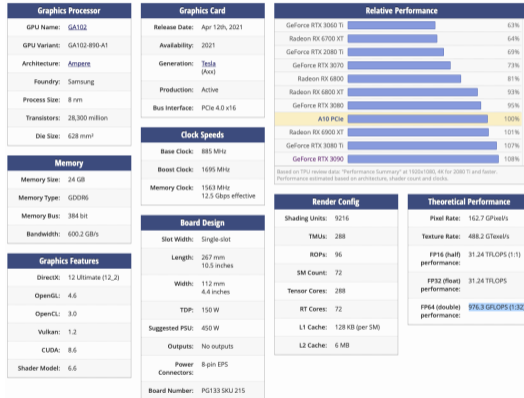 Graphics Processor
GPU Name: GA102
GPU Variant: GA102-890-A1
Architecture: Ampere
Foundry: Samsung
Process Size: 8 nm
Transistors: 28,300 million
Die Size: 628 mm²
Memory
Memory Size: 24 GB
Memory Type: GDDR6
Memory Bus: 384 bit
Bandwidth: 600.2 GB/s
Graphics Features
DirectX: 12 Ultimate (12_2)
OpenGL: 4.6
OpenCL: 3.0
Vulkan: 1.2
CUDA: 8.6
Shader Model: 6.6
Graphics Card
Release Date: Apr 12th, 2021
Availability: 2021
Generation: Tesla
(Axx)
Production: Active
Bus Interface: PCIe 4.0 x16
Clock Speeds
Base Clock: 885 MHz
Boost Clock: 1695 MHz
Memory Clock: 1563 MHz
12.5 Gbps effective
Board Design
Slot Width: Single-slot
Length: 267 mm
10.5 inches
Width: 112 mm
4.4 inches
TDP: 150 W
Suggested PSU: 450 W
Outputs: No outputs
Power
Connectors: 8-pin EPS
Board Number: PG133 SKU 215
Relative Performance
GeForce RTX 3060 Ti 63%
Radeon RX 6700 XT 64%
GeForce RTX 2080 Ti 69%
GeForce RTX 3070 73%
Radeon RX 6800 81%
Radeon RX 6800 XT 93%
GeForce RTX 3080 95%
A10 PCIe 100%
Radeon RX 6900 XT 101%
GeForce RTX 3080 Ti 107%
GeForce RTX 3090 108%
Based on TPU review data: "Performance Summary" at 1920x1080, 4K for 2080 Ti and faster.
Performance estimated based on architecture, shader count and clocks.
Render Config
Shading Units: 9216
TMUs: 288
ROPs: 96
SM Count: 72
Tensor Cores: 288
RT Cores: 72
L1 Cache: 128 KB (per SM)
L2 Cache: 6 MB
Theoretical Performance
Pixel Rate: 162.7 GPixel/s
Texture Rate: 488.2 GTexel/s
FP16 (half)
performance: 31.24 TFLOPS (1:1)
FP32 (float)
performance: 31.24 TFLOPS
FP64 (double)
performance: 976.3 GFLOPS (1:32)